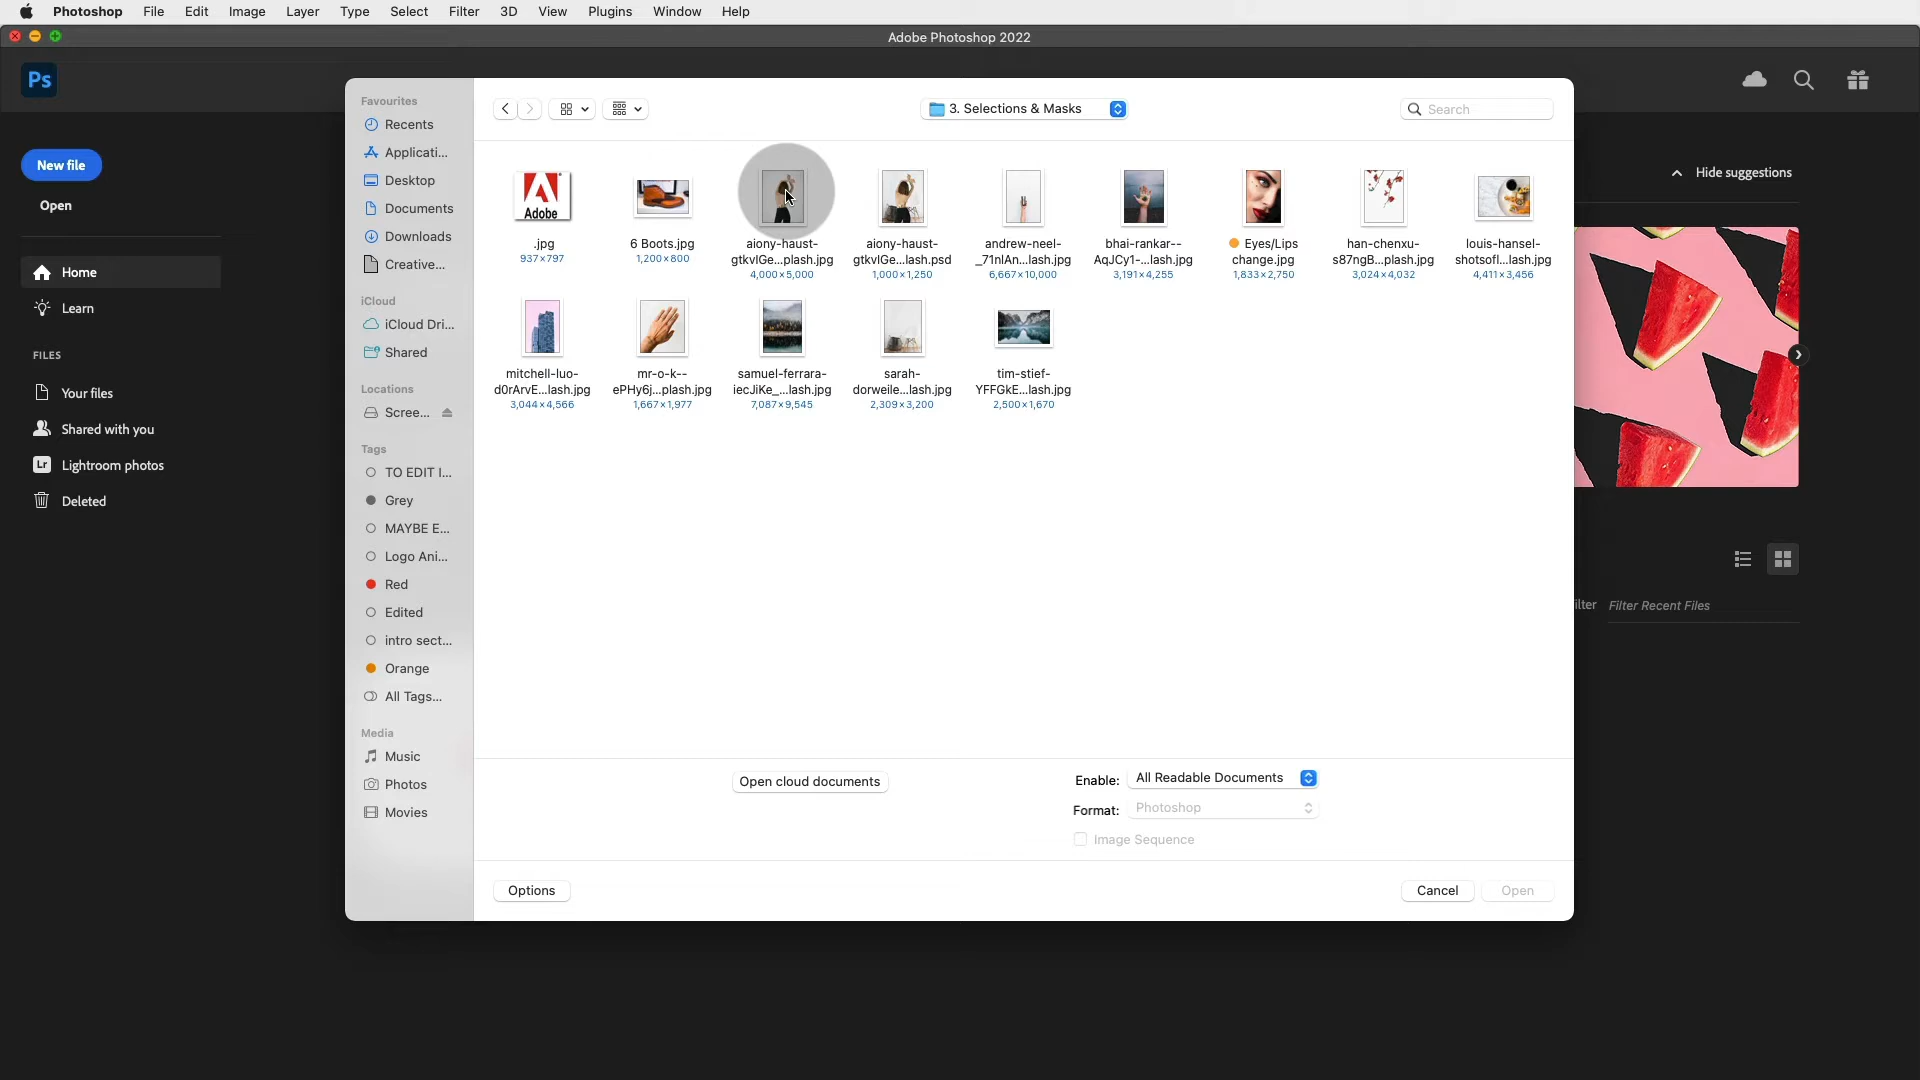 Photoshop File Edit Image Layer Type Select Filter 3D View Plugins Window Help
Adobe Photoshop 2022
Ps
New file
Open
Home
Learn
FILES
Your files
Shared with you
Lr Lightroom photos
Deleted
Favourites
Recents
Applicati...
Desktop
Documents
Downloads
Creative...
iCloud
iCloud Dri...
Shared
Locations
Scree...
Tags
TO EDIT I...
Grey
MAYBE E...
Logo Ani...
Red
Edited
intro sect...
Orange
All Tags...
Media
Music
Photos
Movies
3. Selections & Masks
Search
Adobe
.jpg
937×797
6 Boots.jpg
1,200×800
aiony-haust-
gtkvlGe...plash.jpg
4,000×5,000
aiony-haust-
gtkvlGe...lash.psd
1,000×1,250
andrew-neel-
_71nlAn...lash.jpg
6,667×10,000
bhai-rankar--
AqJCy1-...lash.jpg
3,191×4,255
Eyes/Lips
change.jpg
1,833×2,750
han-chenxu-
s87ngB...plash.jpg
3,024×4,032
louis-hansel-
shotsofl...lash.jpg
4,411×3,456
mitchell-luo-
d0rArvE...lash.jpg
3,044×4,566
mr-o-k--
ePHy6j...plash.jpg
1,667×1,977
samuel-ferrara-
iecJiKe_...lash.jpg
7,087×9,545
sarah-
dorweile...lash.jpg
2,309×3,200
tim-stief-
YFFGkE...lash.jpg
2,500×1,670
Open cloud documents
Enable: All Readable Documents
Format: Photoshop
Image Sequence
Options
Cancel
Open
Hide suggestions
ilter Filter Recent Files